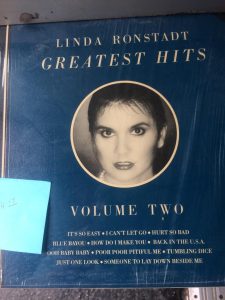 LINDA RONSTADT
GREATEST HITS
VOLUME TWO
IT'S SO EASY • I CAN'T LET GO • HURT SO BAD
BLUE BAYOU • HOW DO I MAKE YOU • BACK IN THE U.S.A.
OOH BABY BABY • POOR POOR PITIFUL ME • TUMBLING DICE
JUST ONE LOOK • SOMEONE TO LAY DOWN BESIDE ME